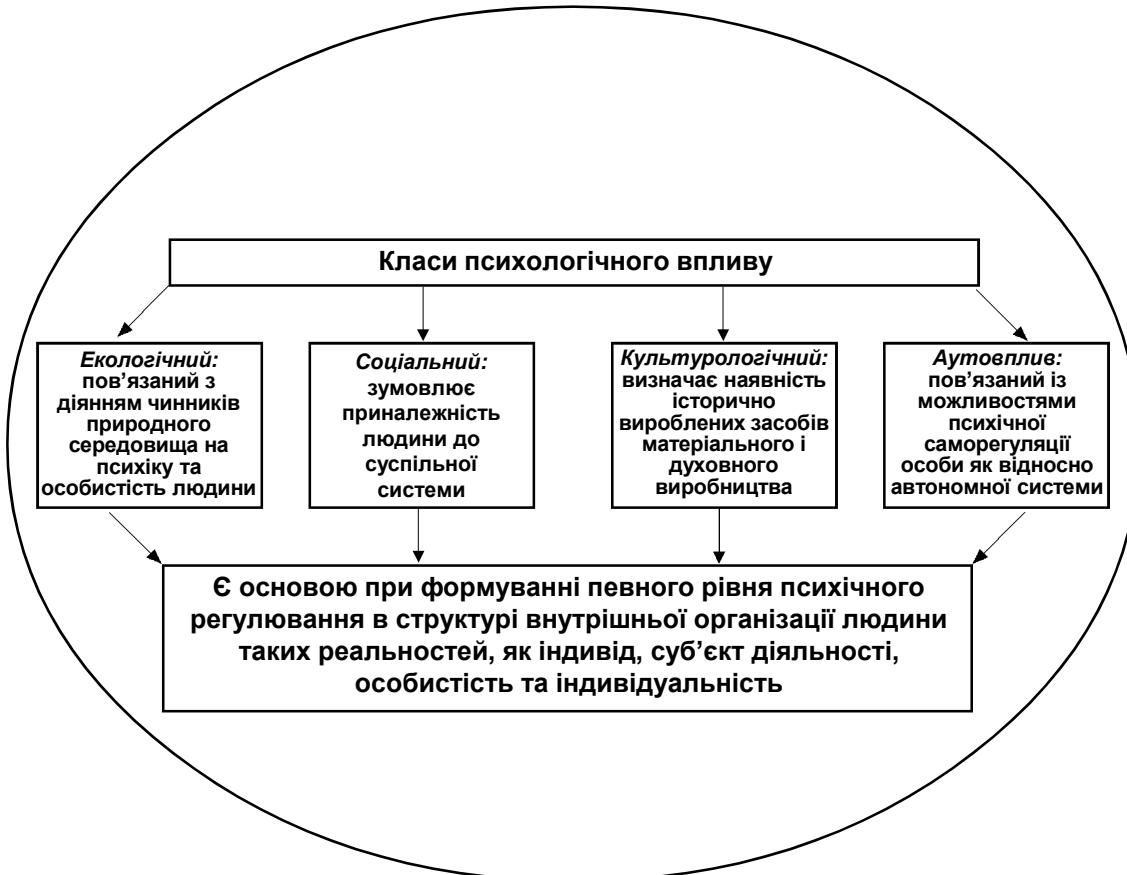 Класи психологічного впливу
Екологічний:
пов’язаний з
діянням чинників
природного
середовища на
психіку та
особистість людини
Соціальний:
зумовлює
приналежність
людини до
суспільної
системи
Культурологічний:
визначає наявність
історично
вироблених засобів
матеріального і
духовного
виробництва
Аутовплив:
пов’язаний із
можливостями
психічної
саморегуляції
особи як відносно
автономної системи
Є основою при формуванні певного рівня психічного
регулювання в структурі внутрішньої організації людини
таких реальностей, як індивід, суб’єкт діяльності,
особистість та індивідуальність